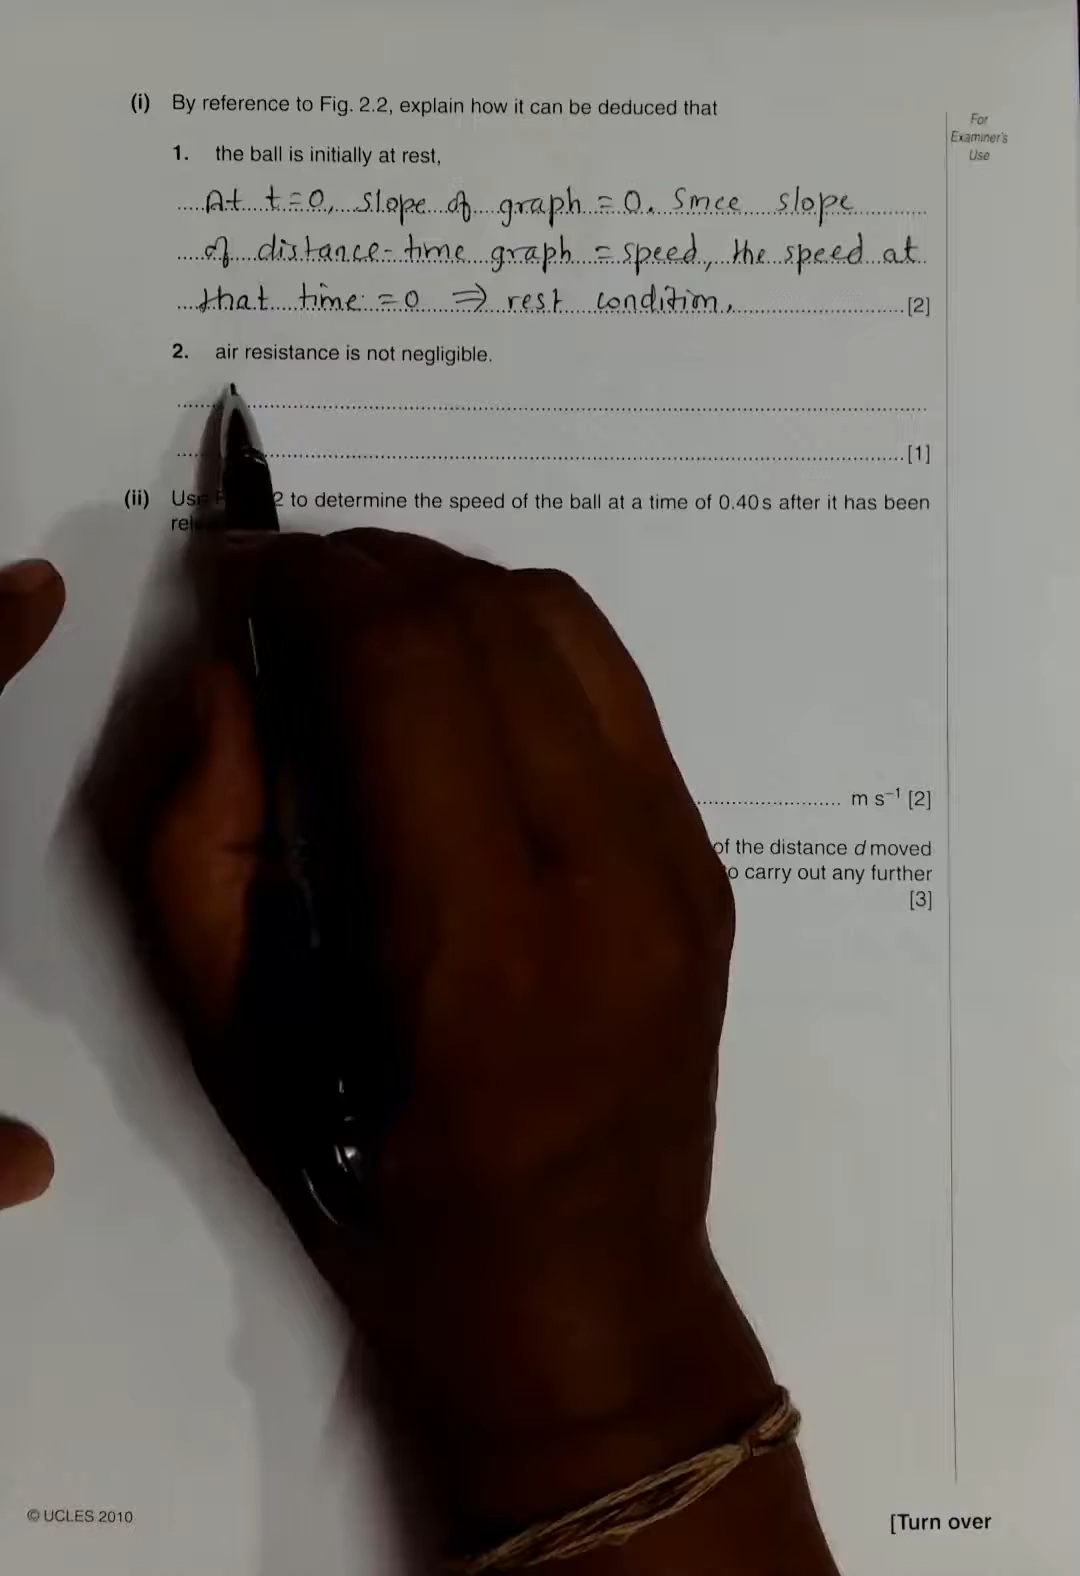 (i) By reference to Fig. 2.2, explain how it can be deduced that
For
Examiner's
Use
1. the ball is initially at rest,
At t=0, slope of graph = 0. Since slope
of distance-time graph = speed, the speed at
that time = 0 ⇒ rest condition. [2]
2. air resistance is not negligible.
[1]
(ii) 2 to determine the speed of the ball at a time of 0.40 s after it has been
m s⁻¹ [2]
of the distance d moved
carry out any further
[3]
© UCLES 2010
[Turn over